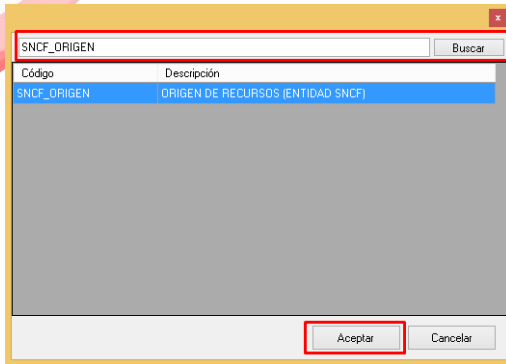 x
SNCF_ORIGEN Buscar
Código Descripción
SNCF_ORIGEN ORIGEN DE RECURSOS (ENTIDAD SNCF)
Aceptar Cancelar